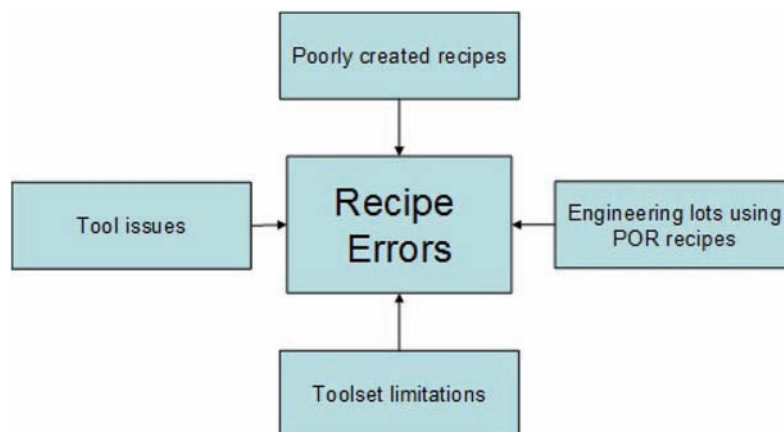 Poorly created recipes
Tool issues
Recipe
Errors
Engineering lots using
POR recipes
Toolset limitations